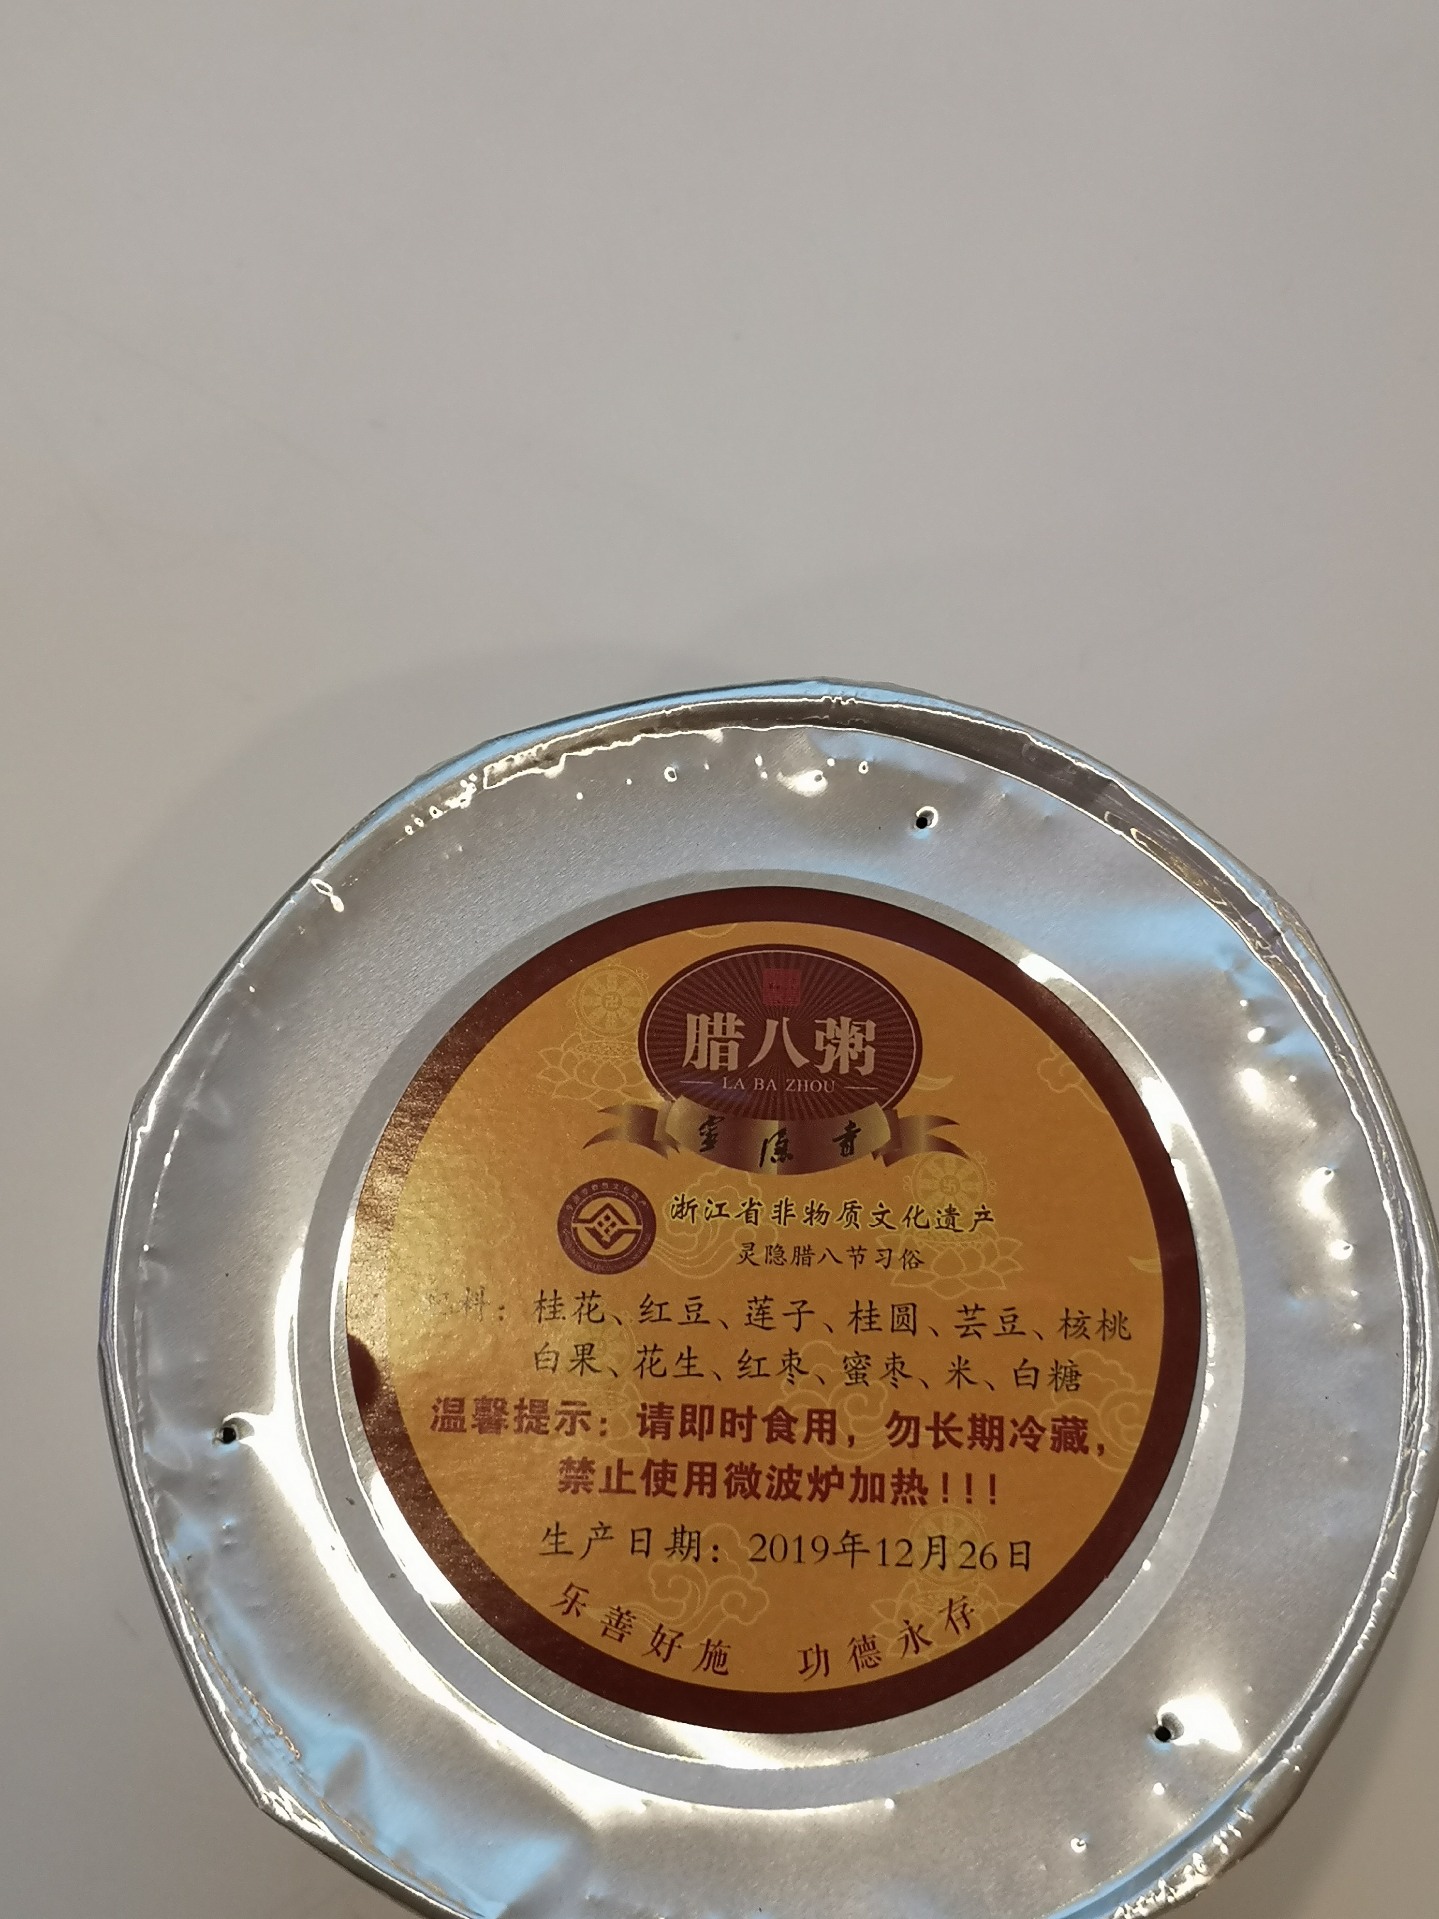 腊八粥
LA BA ZHOU
浙江省非物质文化遗产
灵隐腊八节习俗
料：桂花、红豆、莲子、桂圆、芸豆、核桃
白果、花生、红枣、蜜枣、米、白糖
温馨提示：请即时食用，勿长期冷藏，
禁止使用微波炉加热！！！
生产日期：2019年12月26日
乐善好施 功德永存